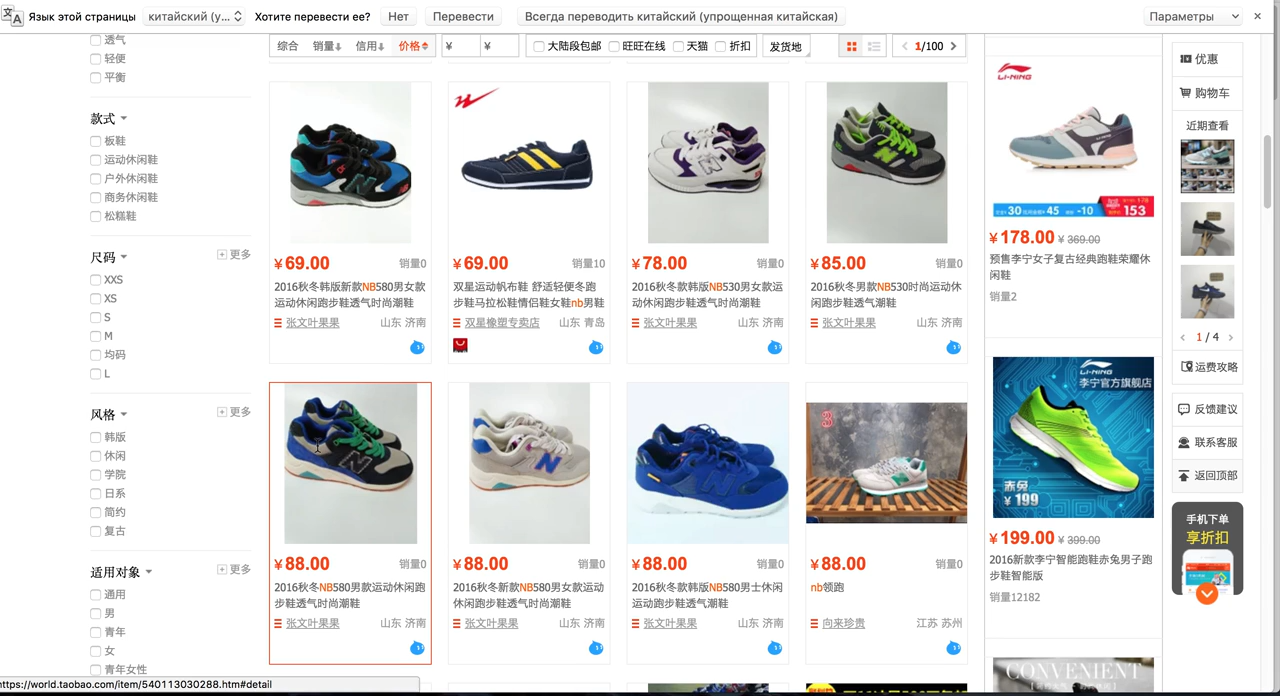 Язык этой страницы китайский (у... Хотите перевести ее? Нет Перевести Всегда переводить китайский (упрощенная китайская) Параметры
透气
轻便
平衡
款式
板鞋
运动休闲鞋
户外休闲鞋
商务休闲鞋
松糕鞋
尺码 更多
XXS
XS
S
M
均码
L
风格 更多
韩版
休闲
学院
日系
简约
复古
适用对象 更多
通用
男
青年
女
青年女性
综合 销量 信用 价格 ¥ ¥ 大陆段包邮 旺旺在线 天猫 折扣 发货地 1/100
¥69.00 销量0
2016秋冬韩版新款NB580男女款
运动休闲跑步鞋透气时尚潮鞋
张文叶果果 山东 济南
¥69.00 销量10
双星运动帆布鞋 舒适轻便冬跑
步鞋马拉松鞋情侣鞋女鞋nb男鞋
双星橡塑专卖店 山东 青岛
¥78.00 销量0
2016秋冬款韩版NB530男女款运
动休闲跑步鞋透气时尚潮鞋
张文叶果果 山东 济南
¥85.00 销量0
2016秋冬男款NB530时尚运动休
闲跑步鞋透气潮鞋
张文叶果果 山东 济南
¥88.00 销量0
2016秋冬NB580男款运动休闲跑
步鞋透气时尚潮鞋
张文叶果果 山东 济南
¥88.00 销量0
2016秋冬新款NB580男女款运动
休闲跑步鞋透气时尚潮鞋
张文叶果果 山东 济南
¥88.00 销量0
2016秋冬款韩版NB580男士休闲
运动跑步鞋透气潮鞋
张文叶果果 山东 济南
¥88.00 销量0
nb领跑
向来珍贵 江苏 苏州
LI-NING
30 45 -10 153
¥178.00 ¥369.00
预售李宁女子复古经典跑鞋荣耀休
闲鞋
销量2
LI-NING
李宁官方旗舰店
赤兔
¥199
¥199.00 ¥399.00
2016新款李宁智能跑鞋赤兔男子跑
步鞋智能版
销量12182
CONVENIENT
优惠
购物车
近期查看
1 / 4
运费攻略
反馈建议
联系客服
返回顶部
手机下单
享折扣
https://world.taobao.com/item/540113030288.htm#detail